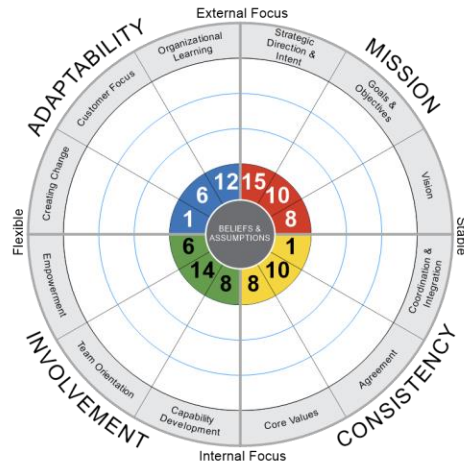 External Focus
ADAPTABILITY
MISSION
Organizational
Learning
Strategic
Direction &
Intent
Customer Focus
Goals &
Objectives
Creating Change
Vision
12
15
6
10
1
8
BELIEFS &
ASSUMPTIONS
Flexible
Stable
6
1
14
10
8
8
Empowerment
Coordination &
Integration
Team Orientation
Agreement
Capability
Development
Core Values
INVOLVEMENT
CONSISTENCY
Internal Focus